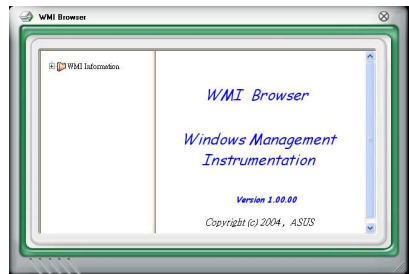 WMI Browser
WMI Information
WMI Browser
Windows Management
Instrumentation
Version 1.00.00
Copyright (c) 2004, ASUS